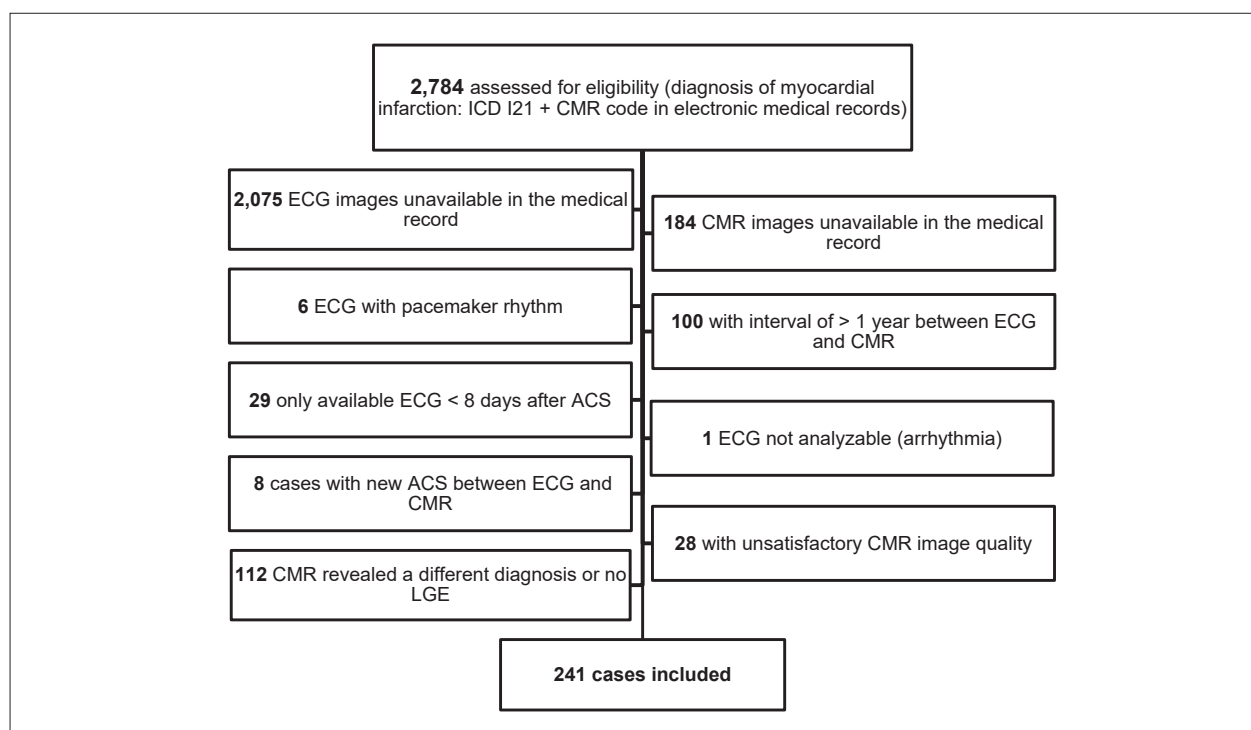 2,784 assessed for eligibility (diagnosis of myocardial
infarction: ICD I21 + CMR code in electronic medical records)
2,075 ECG images unavailable in the medical
record
184 CMR images unavailable in the medical
record
6 ECG with pacemaker rhythm
100 with interval of > 1 year between ECG
and CMR
29 only available ECG < 8 days after ACS
1 ECG not analyzable (arrhythmia)
8 cases with new ACS between ECG and
CMR
28 with unsatisfactory CMR image quality
112 CMR revealed a different diagnosis or no
LGE
241 cases included